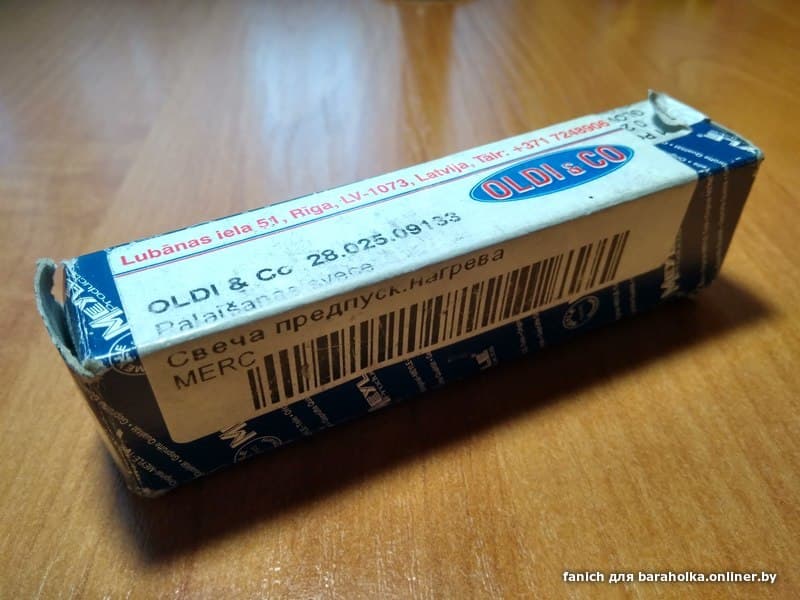 Lubānas iela 51, Rīga, LV-1073, Latvija, Tālr: +371 7248906
OLDI & CO
OLDI & Co 28.025.09133
Palaišanas svece
Свеча предпуск.нагрева
MERC
MEYLE
fanich для baraholka.onliner.by